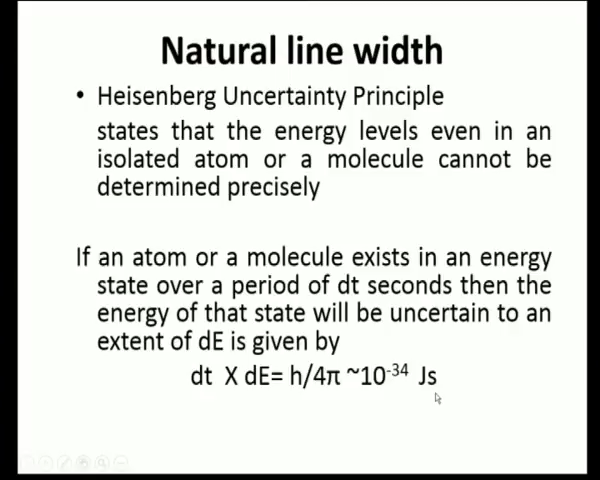 Natural line width
• Heisenberg Uncertainty Principle
states that the energy levels even in an
isolated atom or a molecule cannot be
determined precisely
If an atom or a molecule exists in an energy
state over a period of dt seconds then the
energy of that state will be uncertain to an
extent of dE is given by
dt X dE= h/4π ~10⁻³⁴ Js